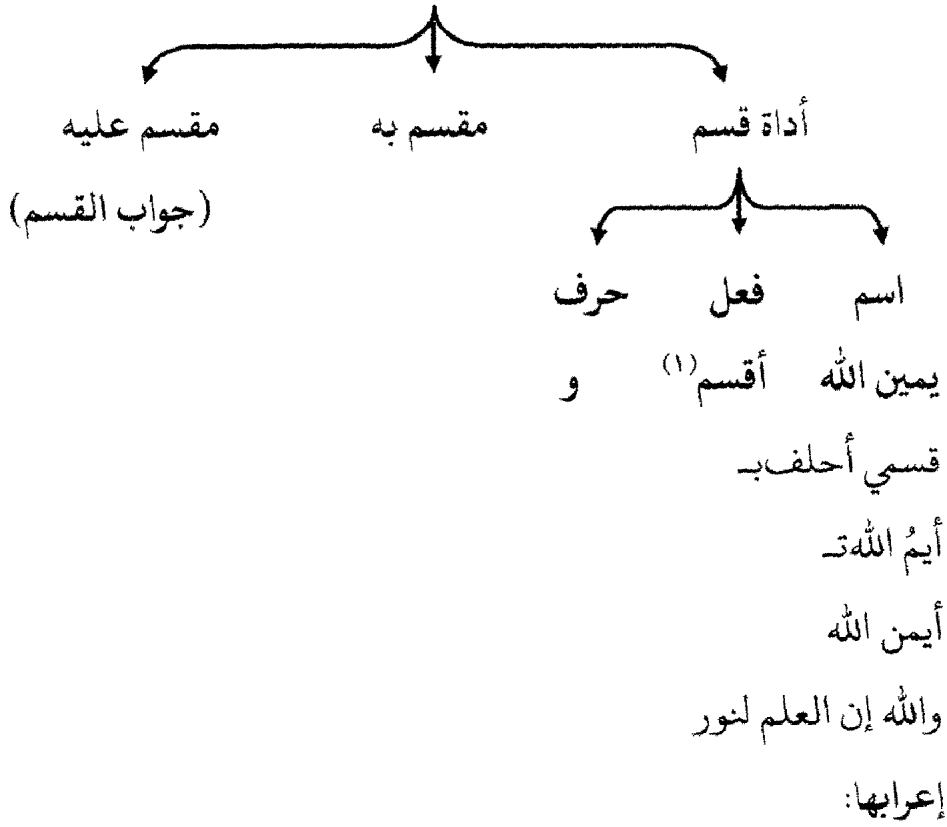 أداة قسم مقسم به مقسم عليه
(جواب القسم)
اسم فعل حرف
يمين الله أقسم(١) و
قسمي أحلف بـ
أيمُ الله تـ
أيمن الله
والله إن العلم لنور
إعرابها: